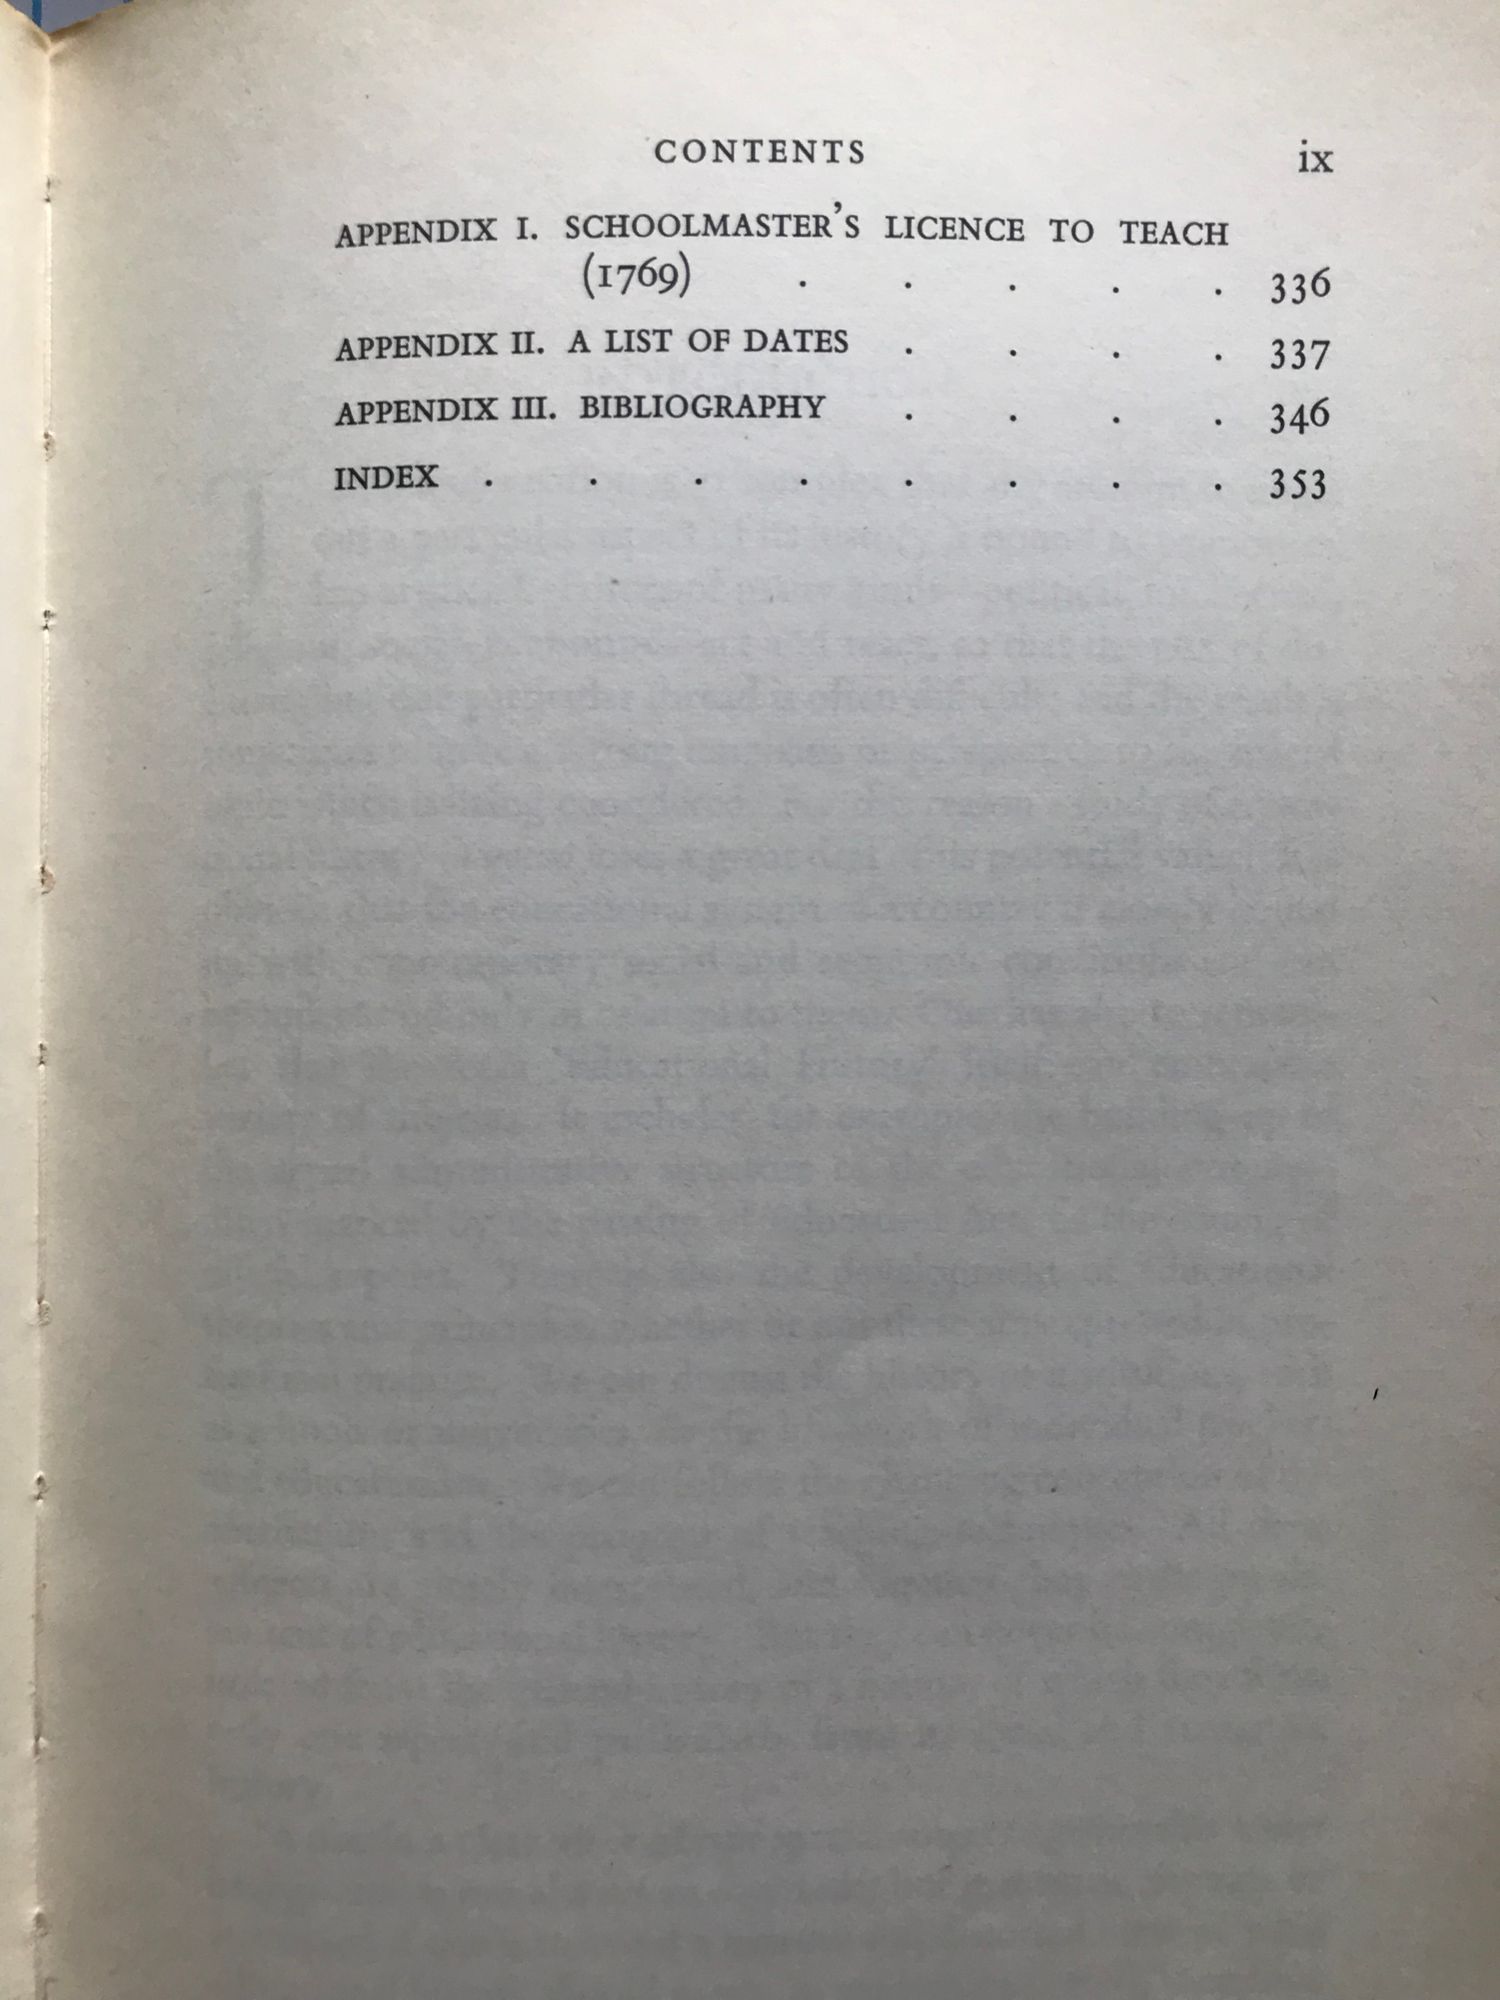 CONTENTS ix
APPENDIX I. SCHOOLMASTER'S LICENCE TO TEACH
(1769) . . . . . 336
APPENDIX II. A LIST OF DATES . . . . 337
APPENDIX III. BIBLIOGRAPHY . . . . 346
INDEX . . . . . . . . 353